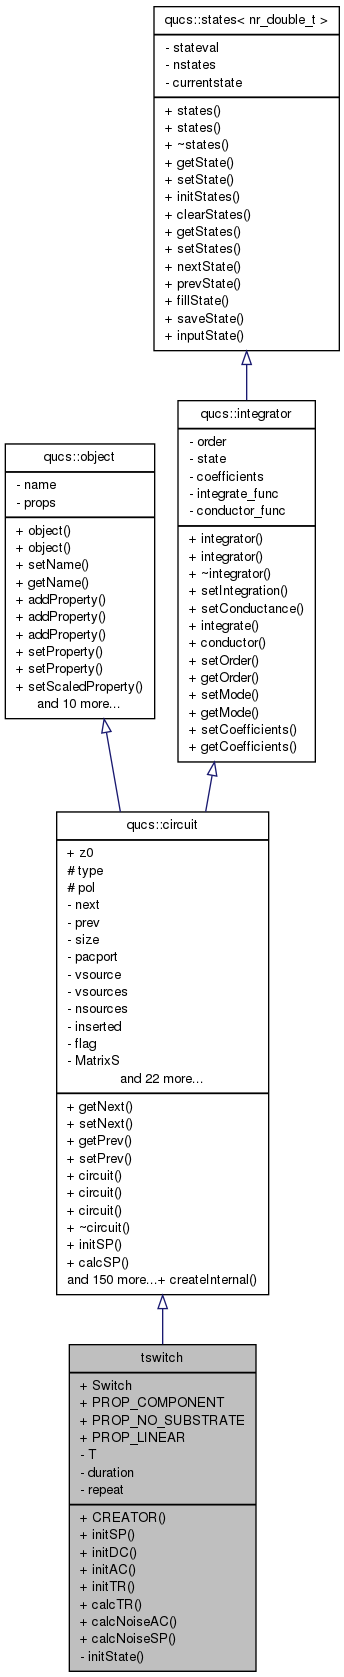 qucs::states< nr_double_t >
- stateval
- nstates
- currentstate
+ states()
+ states()
+ ~states()
+ getState()
+ setState()
+ initStates()
+ clearStates()
+ getStates()
+ setStates()
+ nextState()
+ prevState()
+ fillState()
+ saveState()
+ inputState()
qucs::integrator
- order
- state
- coefficients
- integrate_func
- conductor_func
+ integrator()
+ integrator()
+ ~integrator()
+ setIntegration()
+ setConductance()
+ integrate()
+ conductor()
+ setOrder()
+ getOrder()
+ setMode()
+ getMode()
+ setCoefficients()
+ getCoefficients()
qucs::object
- name
- props
+ object()
+ object()
+ setName()
+ getName()
+ addProperty()
+ addProperty()
+ addProperty()
+ setProperty()
+ setProperty()
+ setScaledProperty()
and 10 more...
qucs::circuit
+ z0
# type
# pol
- next
- prev
- size
- pacport
- vsource
- vsources
- nsources
- inserted
- flag
- MatrixS
and 22 more...
+ getNext()
+ setNext()
+ getPrev()
+ setPrev()
+ circuit()
+ circuit()
+ circuit()
+ ~circuit()
+ initSP()
+ calcSP()
and 150 more...+ createInternal()
tswitch
+ Switch
+ PROP_COMPONENT
+ PROP_NO_SUBSTRATE
+ PROP_LINEAR
- T
- duration
- repeat
+ CREATOR()
+ initSP()
+ initDC()
+ initAC()
+ initTR()
+ calcTR()
+ calcNoiseAC()
+ calcNoiseSP()
- initState()